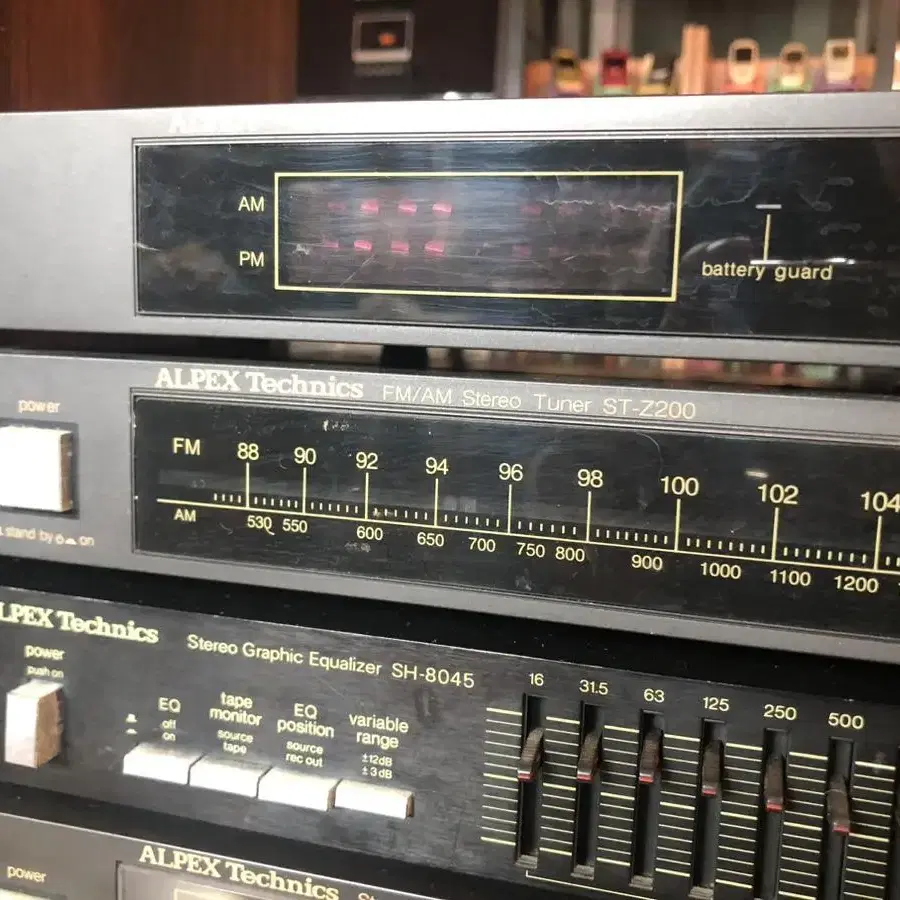 AM
PM
battery guard
ALPEX Technics FM/AM Stereo Tuner ST-Z200
power
stand by on
FM 88 90 92 94 96 98 100 102 104
AM 530 550 600 650 700 750 800 900 1000 1100 1200
LPEX Technics Stereo Graphic Equalizer SH-8045
power
push on
EQ
off
on
tape
monitor
source
tape
EQ
position
source
rec out
variable
range
±12dB
±3dB
16 31.5 63 125 250 500
ALPEX Technics
power